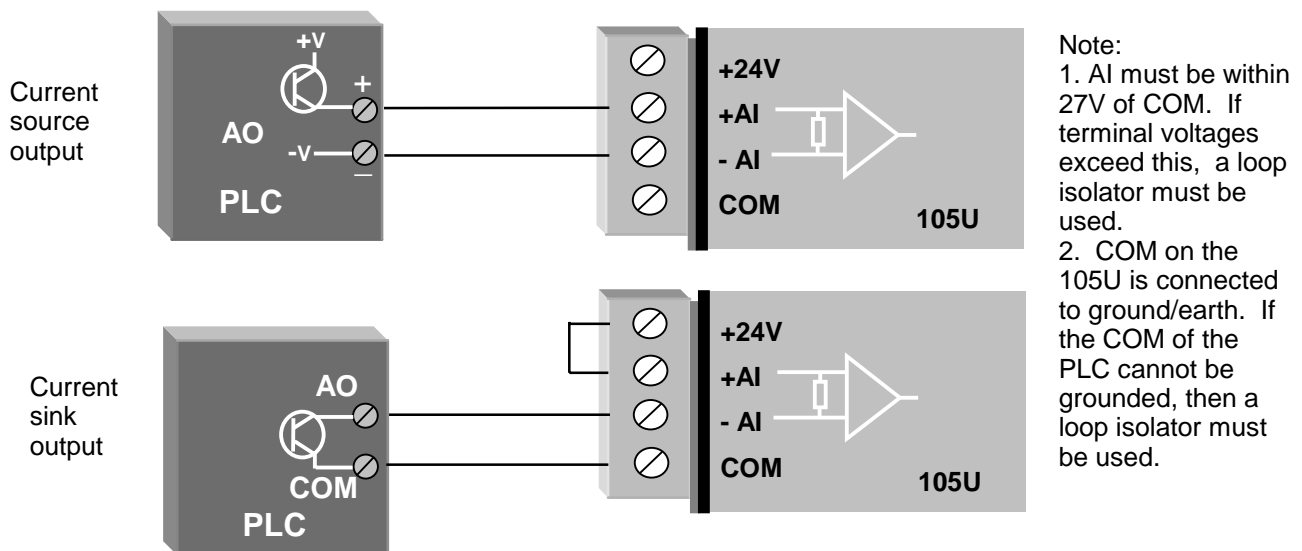 Current
source
output
+V
+
AO
-V
–
PLC
+24V
+AI
- AI
COM
105U
Current
sink
output
AO
COM
PLC
+24V
+AI
- AI
COM
105U
Note:
1. AI must be within
27V of COM. If
terminal voltages
exceed this, a loop
isolator must be
used.
2. COM on the
105U is connected
to ground/earth. If
the COM of the
PLC cannot be
grounded, then a
loop isolator must
be used.